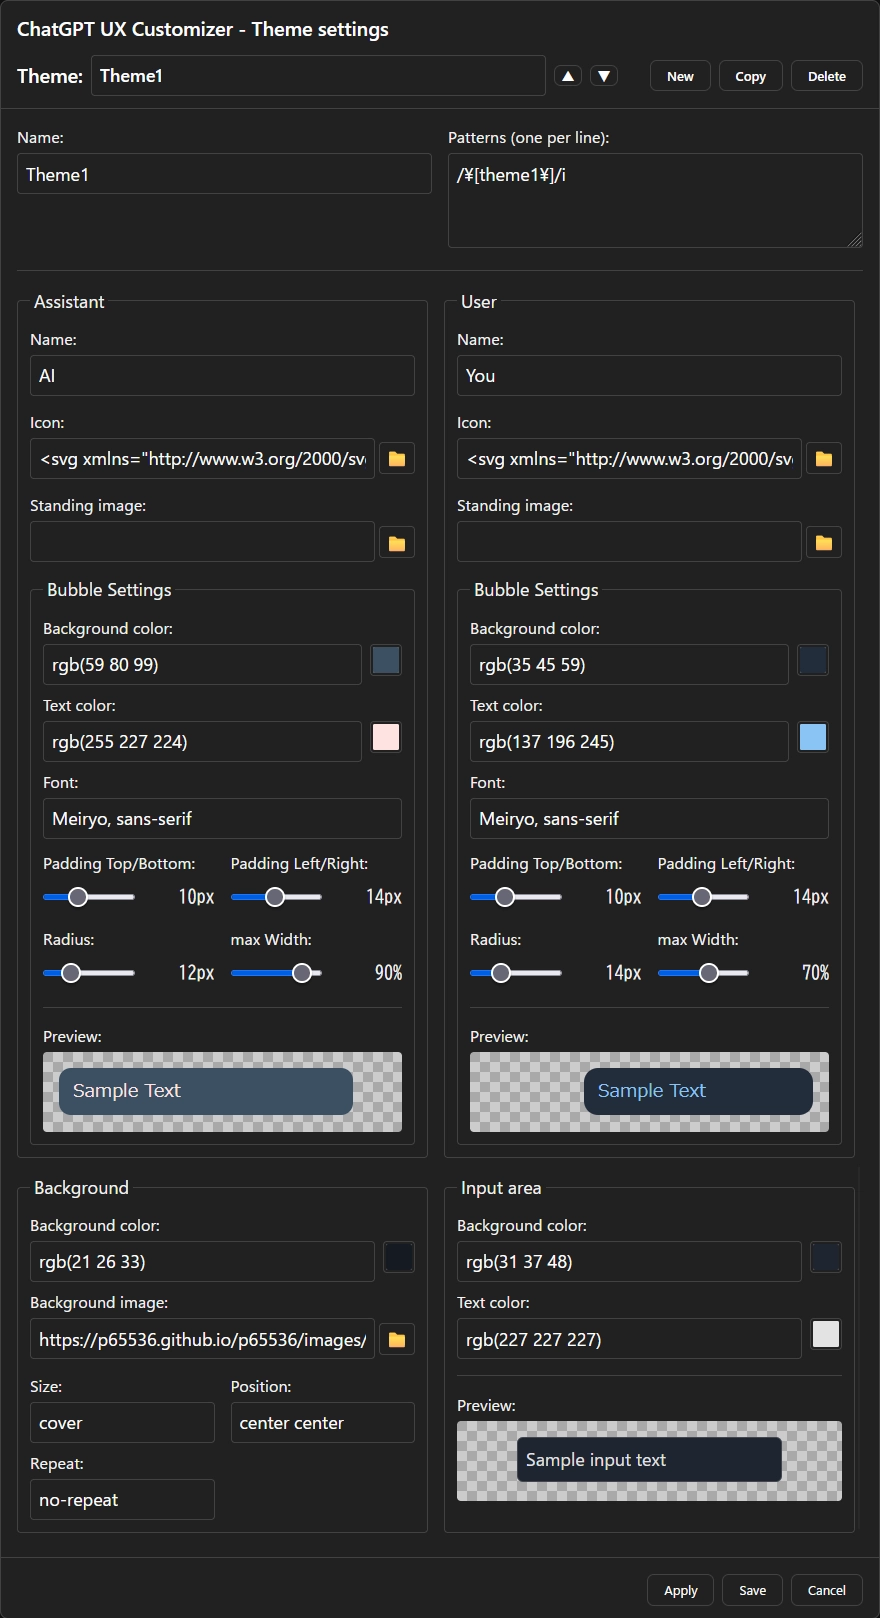 ChatGPT UX Customizer - Theme settings
Theme: Theme1 ▲ ▼ New Copy Delete
Name:
Theme1
Patterns (one per line):
/¥[theme1¥]/i
Assistant
Name:
AI
Icon:
<svg xmlns="http://www.w3.org/2000/sv
Standing image:
Bubble Settings
Background color:
rgb(59 80 99)
Text color:
rgb(255 227 224)
Font:
Meiryo, sans-serif
Padding Top/Bottom: Padding Left/Right:
10px 14px
Radius: max Width:
12px 90%
Preview:
Sample Text
User
Name:
You
Icon:
<svg xmlns="http://www.w3.org/2000/sv
Standing image:
Bubble Settings
Background color:
rgb(35 45 59)
Text color:
rgb(137 196 245)
Font:
Meiryo, sans-serif
Padding Top/Bottom: Padding Left/Right:
10px 14px
Radius: max Width:
14px 70%
Preview:
Sample Text
Background
Background color:
rgb(21 26 33)
Background image:
https://p65536.github.io/p65536/images/
Size: Position:
cover center center
Repeat:
no-repeat
Input area
Background color:
rgb(31 37 48)
Text color:
rgb(227 227 227)
Preview:
Sample input text
Apply Save Cancel